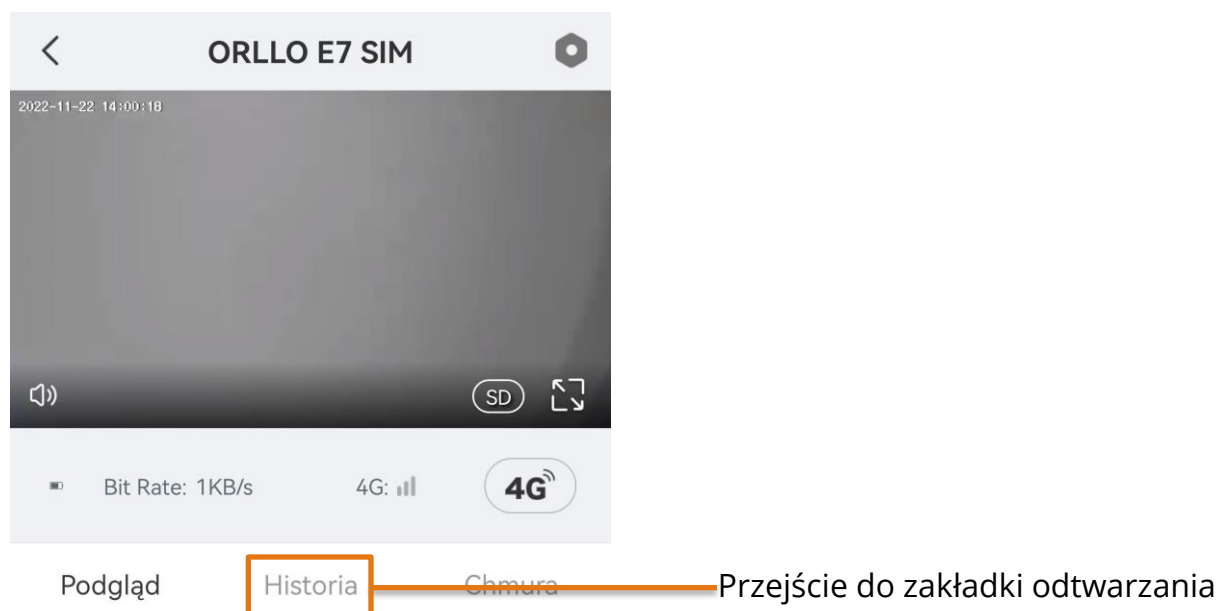 ORLLO E7 SIM
2022-11-22 14:00:18
SD
Bit Rate: 1KB/s 4G: 4G
Podgląd Historia Chmura Przejście do zakładki odtwarzania